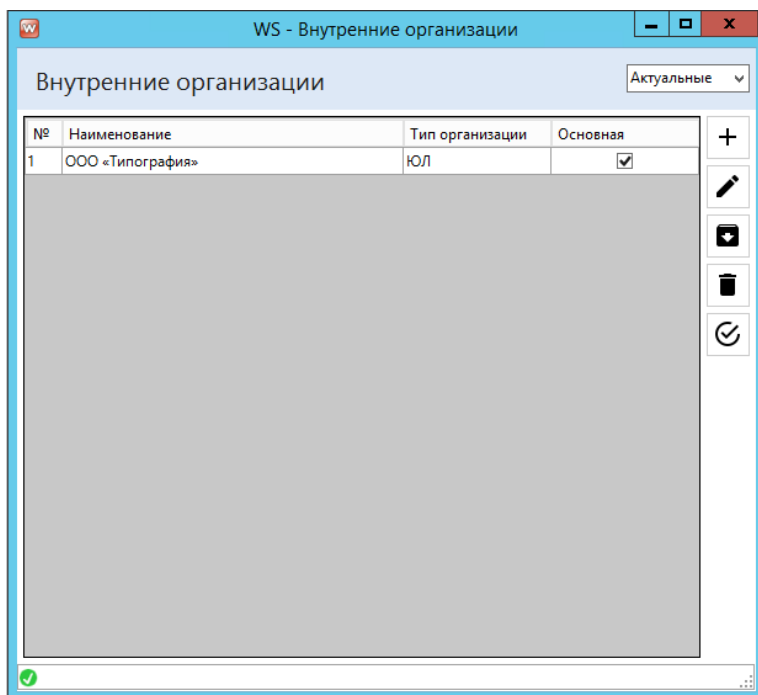 WS - Внутренние организации
Внутренние организации
Актуальные
№ Наименование Тип организации Основная
1 ООО «Типография» ЮЛ